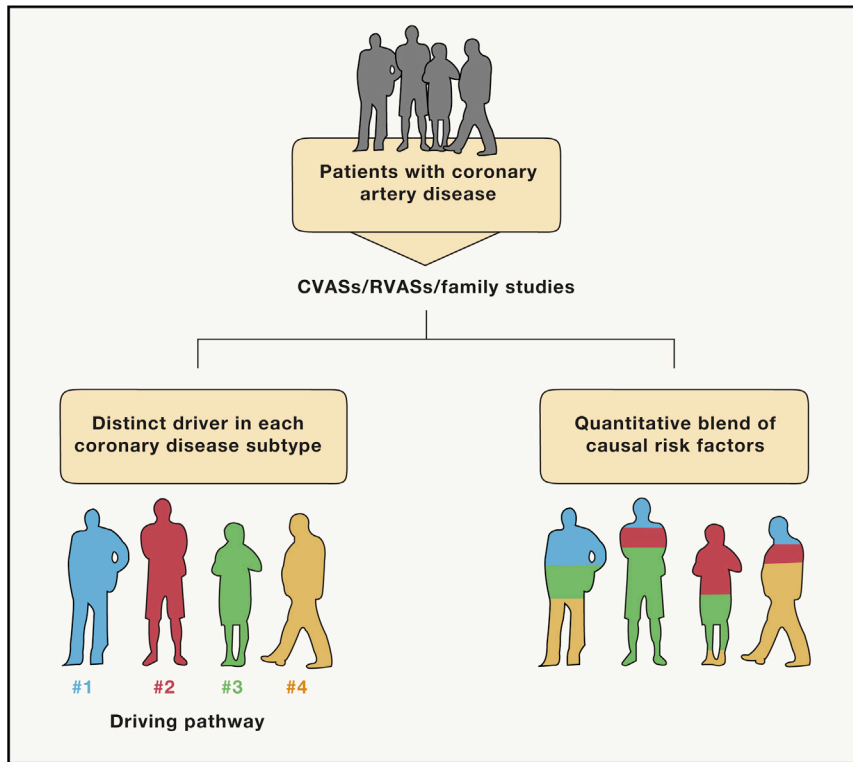 Patients with coronary
artery disease
CVASs/RVASs/family studies
Distinct driver in each
coronary disease subtype
Quantitative blend of
causal risk factors
#1 #2 #3 #4
Driving pathway